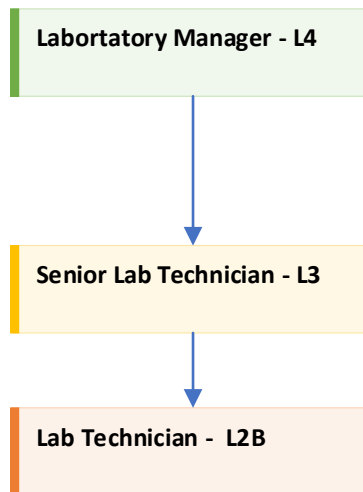 Labortatory Manager - L4
Senior Lab Technician - L3
Lab Technician - L2B